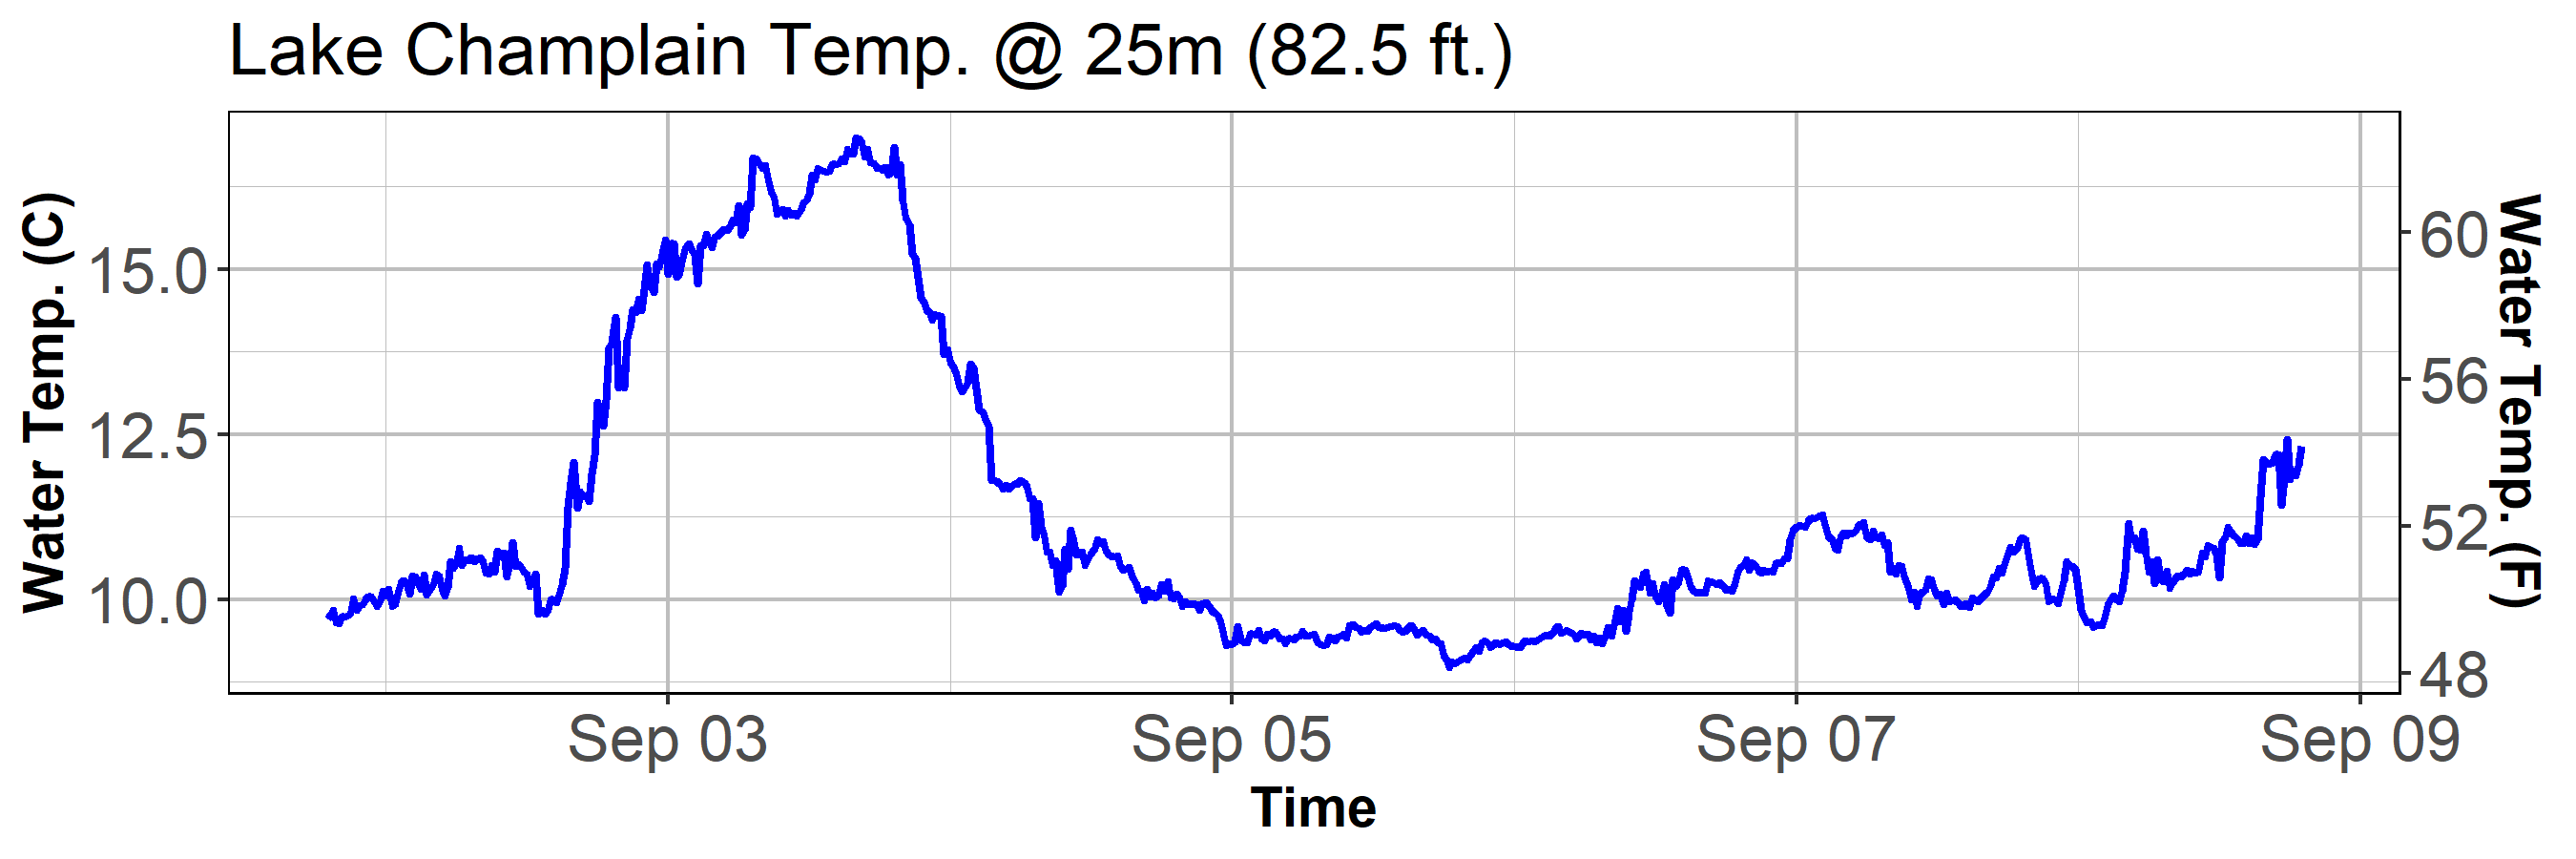 Lake Champlain Temp. @ 25m (82.5 ft.)
Water Temp. (C)
15.0
12.5
10.0
60
56
52
48
Water Temp. (F)
Sep 03 Sep 05 Sep 07 Sep 09
Time